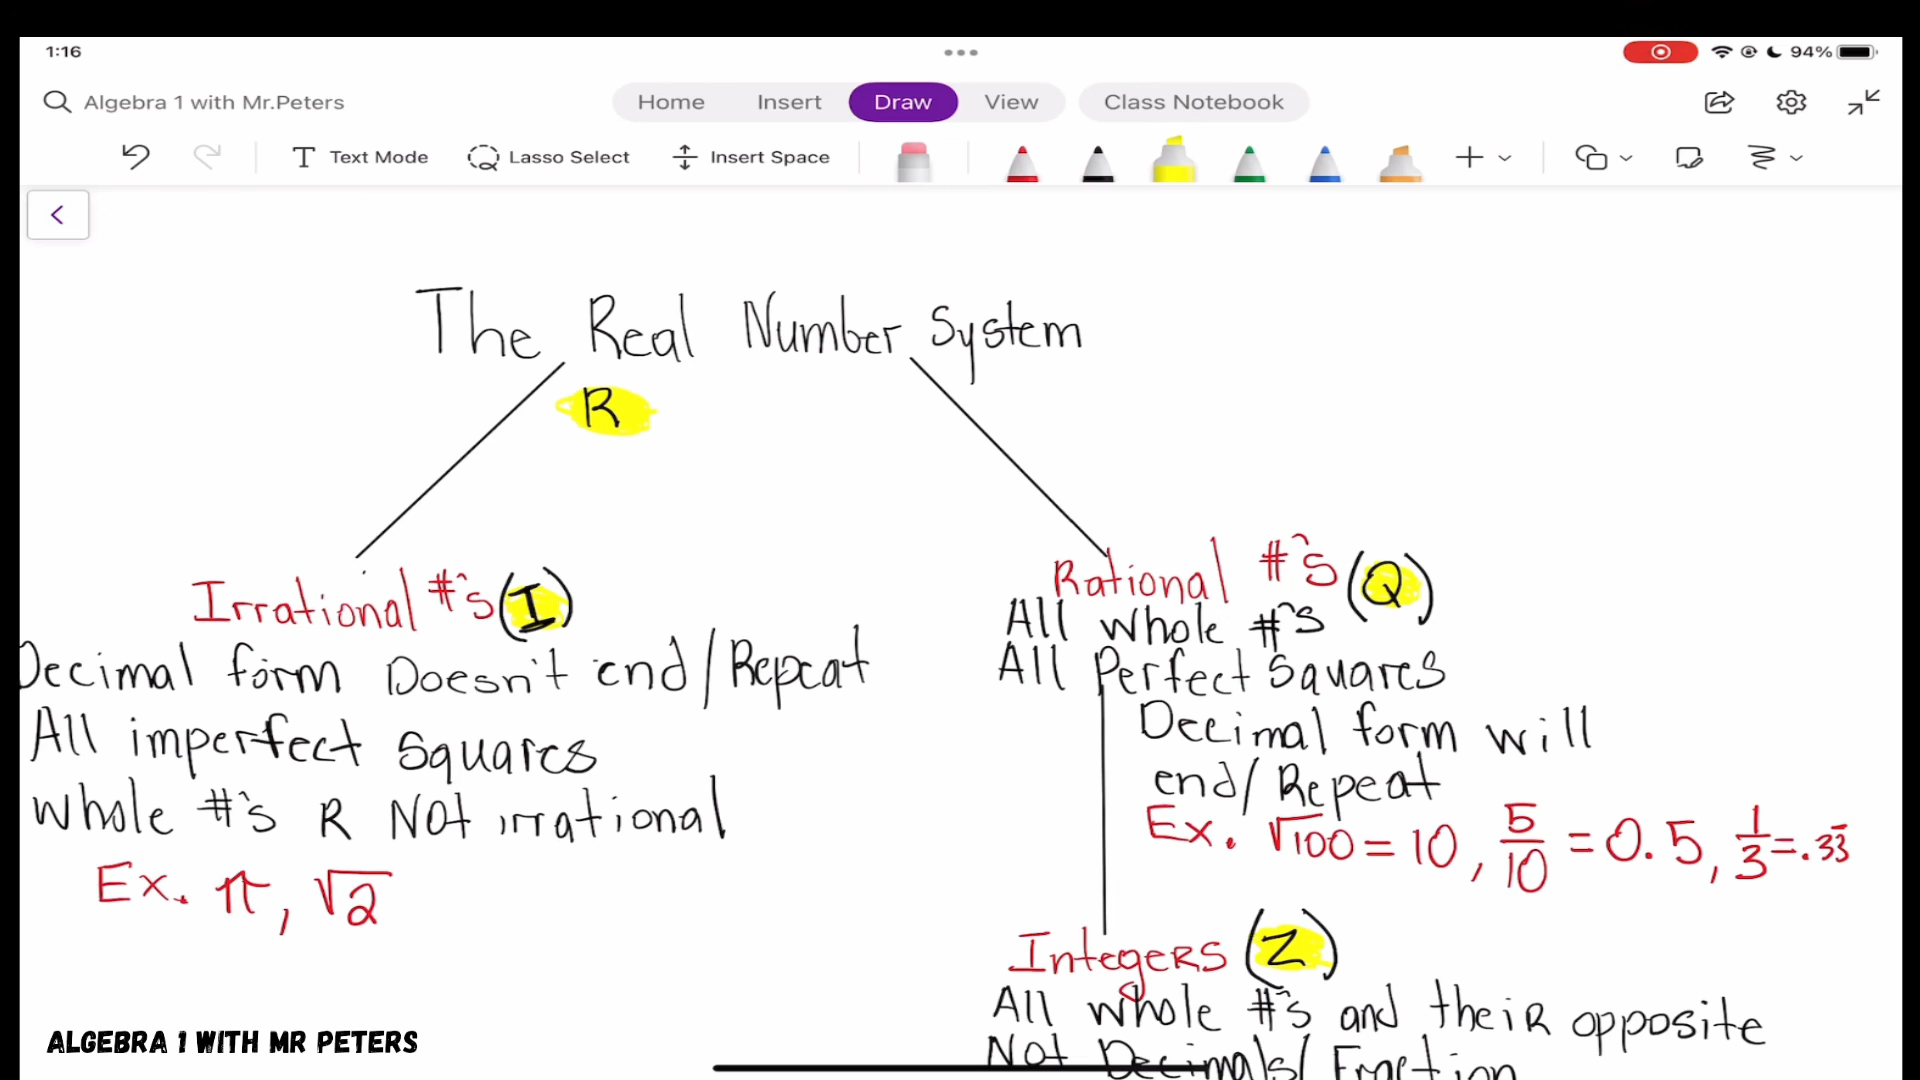 1:16
94%
Algebra 1 with Mr.Peters
Home Insert Draw View Class Notebook
Text Mode Lasso Select Insert Space
The Real Number System
R
Irrational #'s (I)
Decimal form Doesn't end/Repeat
All imperfect Squares
Whole #'s R Not irrational
Ex. π, √2
Rational #'s (Q)
All whole #'s
All Perfect Squares
Decimal form will
end/Repeat
Ex. √100 = 10, 5/10 = 0.5, 1/3 = .33̅
Integers (Z)
All whole #'s and their opposite
Not Decimals/Fraction
ALGEBRA 1 WITH MR PETERS